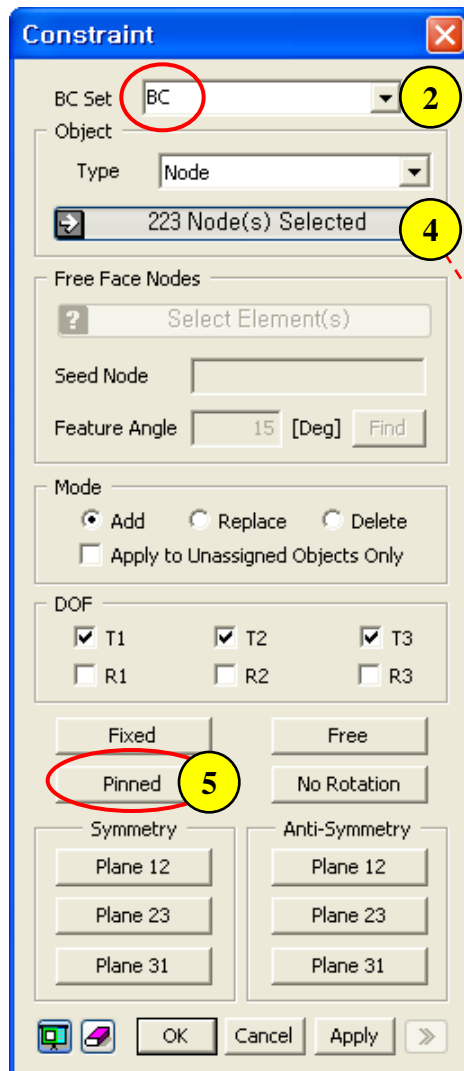 Constraint
BC Set BC 2
Object
Type Node
223 Node(s) Selected 4
Free Face Nodes
? Select Element(s)
Seed Node
Feature Angle 15 [Deg] Find
Mode
Add Replace Delete
Apply to Unassigned Objects Only
DOF
T1 T2 T3
R1 R2 R3
Fixed Free
Pinned 5 No Rotation
Symmetry Anti-Symmetry
Plane 12 Plane 12
Plane 23 Plane 23
Plane 31 Plane 31
OK Cancel Apply >>